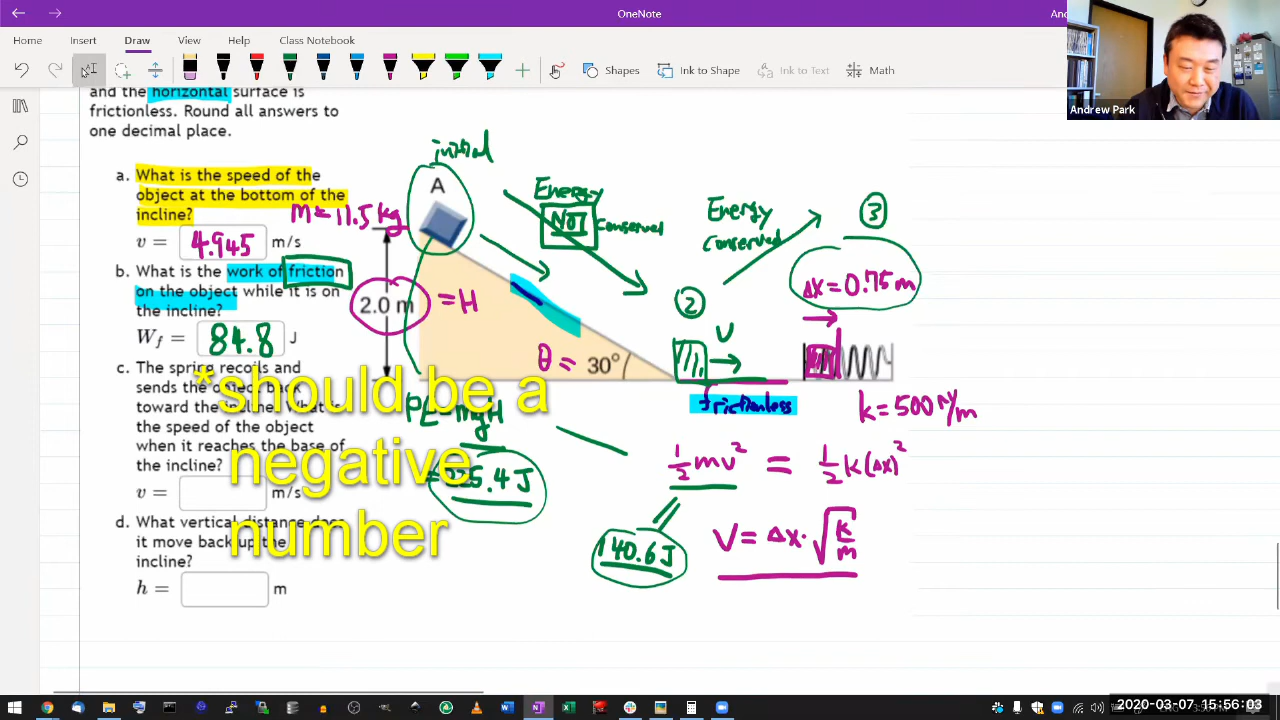 OneNote
An
Home
Insert
Draw
View
Help
Class Notebook
Shapes
Ink to Shape
Ink to Text
Math
Andrew Park
and the horizontal surface is
frictionless. Round all answers to
one decimal place.
a. What is the speed of the
object at the bottom of the
incline?
v = 4.945 m/s
b. What is the work of friction
on the object while it is on
the incline?
W_f = 84.8 J
c. The spring recoils and
sends the object back
toward the incline. What is
the speed of the object
when it reaches the base of
the incline?
v = m/s
d. What vertical distance does
it move back up the
incline?
h = m
*should be a
negative
number
initial
A
M = 11.5 kg
2.0 m = H
Energy
NOT
Conserved
θ = 30°
PE = mgH
= 225.4 J
Energy
Conserved
②
V
frictionless
③
Δx = 0.75 m
k = 500 N/m
½mv² = ½k(Δx)²
140.6 J
V = Δx·√(k/m)
2020-03-07 15:56:03